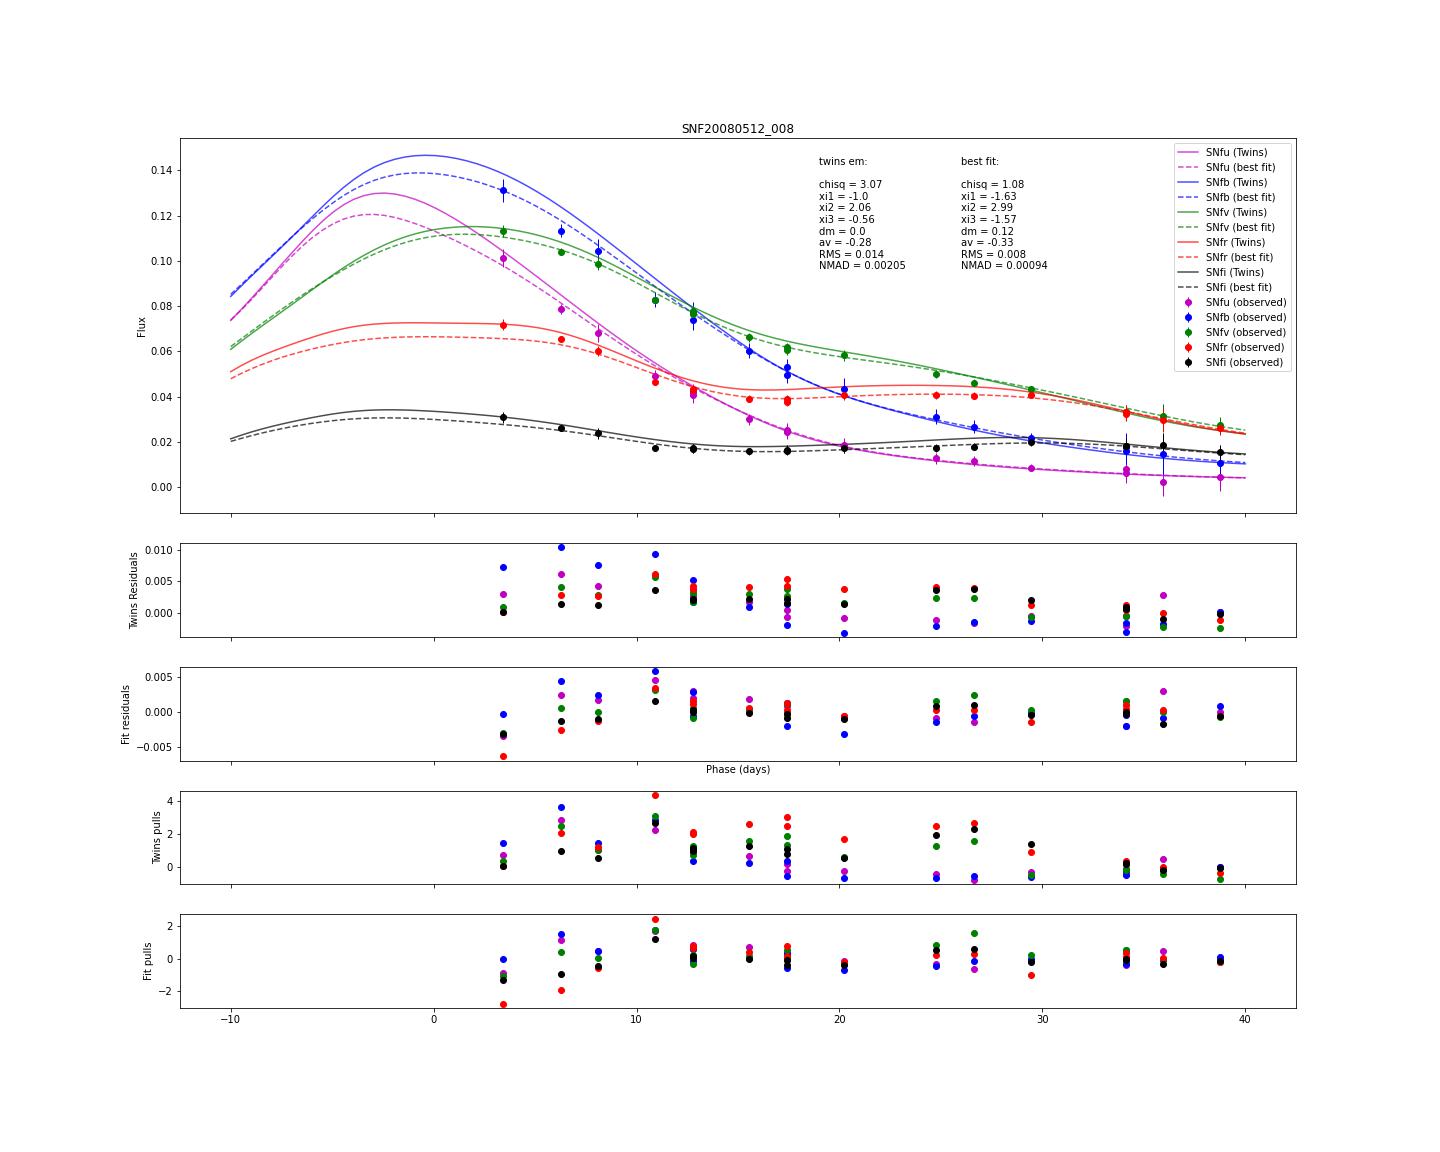 SNF20080512_008
Flux
0.14
0.12
0.10
0.08
0.06
0.04
0.02
0.00
twins em:
chisq = 3.07
xi1 = -1.0
xi2 = 2.06
xi3 = -0.56
dm = 0.0
av = -0.28
RMS = 0.014
NMAD = 0.00205
best fit:
chisq = 1.08
xi1 = -1.63
xi2 = 2.99
xi3 = -1.57
dm = 0.12
av = -0.33
RMS = 0.008
NMAD = 0.00094
SNfu (Twins)
SNfu (best fit)
SNfb (Twins)
SNfb (best fit)
SNfv (Twins)
SNfv (best fit)
SNfr (Twins)
SNfr (best fit)
SNfi (Twins)
SNfi (best fit)
SNfu (observed)
SNfb (observed)
SNfv (observed)
SNfr (observed)
SNfi (observed)
Twins Residuals
0.010
0.005
0.000
Fit residuals
0.005
0.000
−0.005
Phase (days)
Twins pulls
4
2
0
Fit pulls
2
0
−2
−10 0 10 20 30 40